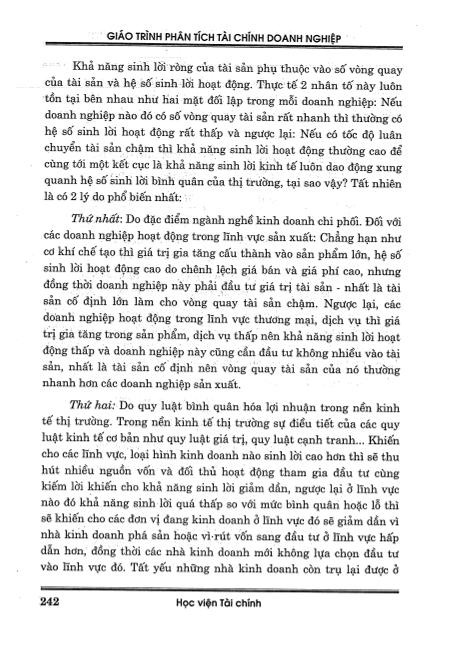 GIÁO TRÌNH PHÂN TÍCH TÀI CHÍNH DOANH NGHIỆP
Khả năng sinh lời ròng của tài sản phụ thuộc vào số vòng quay
của tài sản và hệ số sinh lời hoạt động. Thực tế 2 nhân tố này luôn
tồn tại bên nhau như hai mặt đối lập trong mỗi doanh nghiệp: Nếu
doanh nghiệp nào đó có số vòng quay tài sản rất nhanh thì thường có
hệ số sinh lời hoạt động rất thấp và ngược lại: Nếu có tốc độ luân
chuyển tài sản chậm thì khả năng sinh lời hoạt động thường cao để
cùng tới một kết cục là khả năng sinh lời kinh tế luôn dao động xung
quanh hệ số sinh lời bình quân của thị trường, tại sao vậy? Tất nhiên
là có 2 lý do phổ biến nhất:
Thứ nhất: Do đặc điểm ngành nghề kinh doanh chi phối. Đối với
các doanh nghiệp hoạt động trong lĩnh vực sản xuất: Chẳng hạn như
cơ khí chế tạo thì giá trị gia tăng cấu thành vào sản phẩm lớn, hệ số
sinh lời hoạt động cao do chênh lệch giá bán và giá phí cao, nhưng
đồng thời doanh nghiệp này phải đầu tư giá trị tài sản - nhất là tài
sản cố định lớn làm cho vòng quay tài sản chậm. Ngược lại, các
doanh nghiệp hoạt động trong lĩnh vực thương mại, dịch vụ thì giá
trị gia tăng trong sản phẩm, dịch vụ thấp nên khả năng sinh lời hoạt
động thấp và doanh nghiệp này cũng cần đầu tư không nhiều vào tài
sản, nhất là tài sản cố định nên vòng quay tài sản của nó thường
nhanh hơn các doanh nghiệp sản xuất.
Thứ hai: Do quy luật bình quân hóa lợi nhuận trong nền kinh
tế thị trường. Trong nền kinh tế thị trường sự điều tiết của các quy
luật kinh tế cơ bản như quy luật giá trị, quy luật cạnh tranh... Khiến
cho các lĩnh vực, loại hình kinh doanh nào sinh lời cao hơn thì sẽ thu
hút nhiều nguồn vốn và đối thủ hoạt động tham gia đầu tư cùng
kiếm lời khiến cho khả năng sinh lời giảm dần, ngược lại ở lĩnh vực
nào đó khả năng sinh lời quá thấp so với mức bình quân hoặc lỗ thì
sẽ khiến cho các đơn vị đang kinh doanh ở lĩnh vực đó sẽ giảm dần vì
nhà kinh doanh phá sản hoặc vì rút vốn sang đầu tư ở lĩnh vực hấp
dẫn hơn, đồng thời các nhà kinh doanh mới không lựa chọn đầu tư
vào lĩnh vực đó. Tất yếu những nhà kinh doanh còn trụ lại được ở
242
Học viện Tài chính